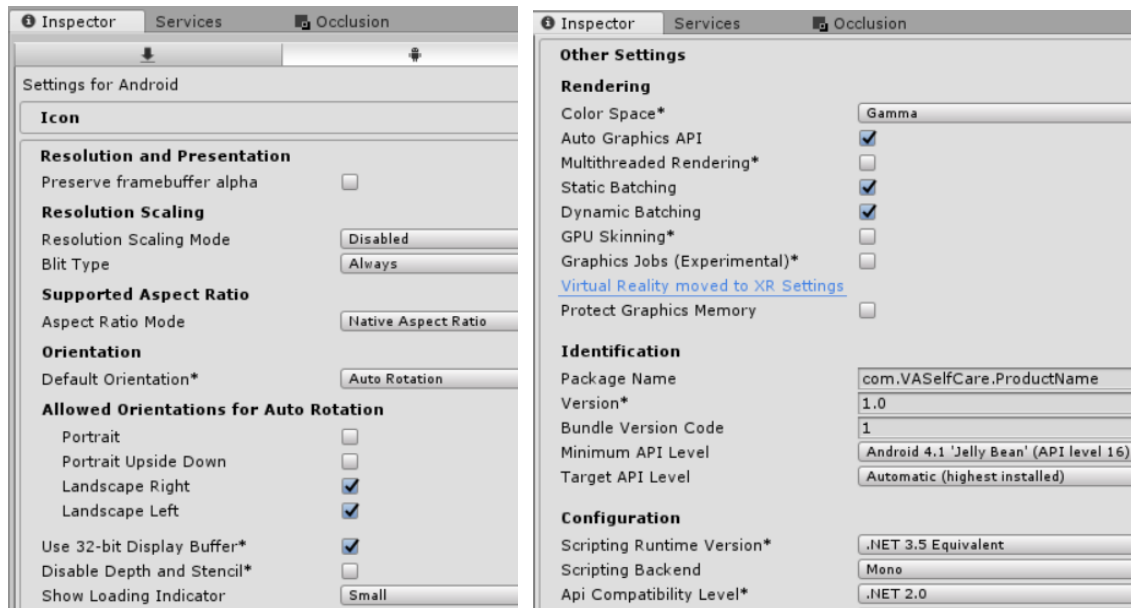 Inspector Services Occlusion
Settings for Android
Icon
Resolution and Presentation
Preserve framebuffer alpha
Resolution Scaling
Resolution Scaling Mode Disabled
Blit Type Always
Supported Aspect Ratio
Aspect Ratio Mode Native Aspect Ratio
Orientation
Default Orientation* Auto Rotation
Allowed Orientations for Auto Rotation
Portrait
Portrait Upside Down
Landscape Right
Landscape Left
Use 32-bit Display Buffer*
Disable Depth and Stencil*
Show Loading Indicator Small
Inspector Services Occlusion
Other Settings
Rendering
Color Space* Gamma
Auto Graphics API
Multithreaded Rendering*
Static Batching
Dynamic Batching
GPU Skinning*
Graphics Jobs (Experimental)*
Virtual Reality moved to XR Settings
Protect Graphics Memory
Identification
Package Name com.VASelfCare.ProductName
Version* 1.0
Bundle Version Code 1
Minimum API Level Android 4.1 'Jelly Bean' (API level 16)
Target API Level Automatic (highest installed)
Configuration
Scripting Runtime Version* .NET 3.5 Equivalent
Scripting Backend Mono
Api Compatibility Level* .NET 2.0